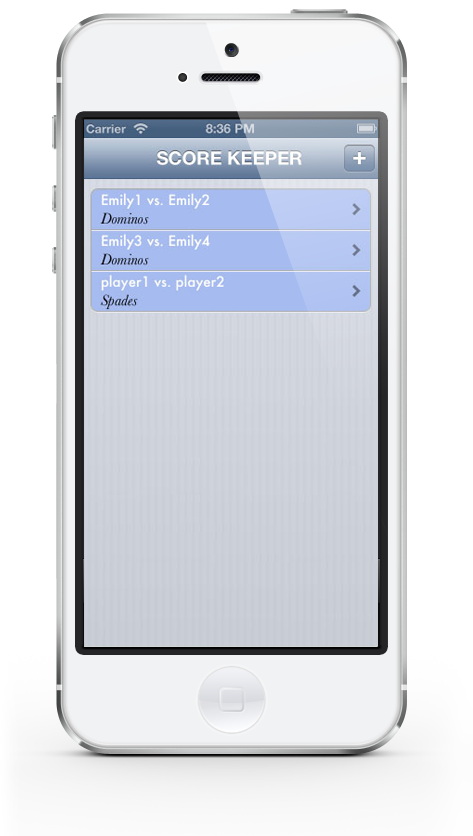 Carrier 8:36 PM
SCORE KEEPER +
Emily1 vs. Emily2
Dominos
Emily3 vs. Emily4
Dominos
player1 vs. player2
Spades